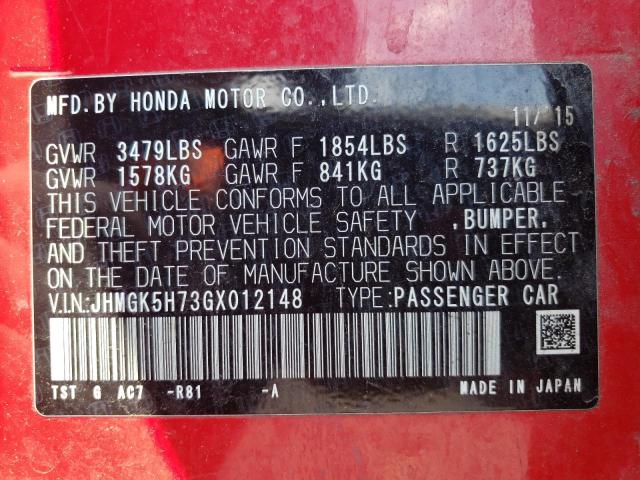 MFD.BY HONDA MOTOR CO.,LTD. 11/'15
GVWR 3479LBS GAWR F 1854LBS R 1625LBS
GVWR 1578KG GAWR F 841KG R 737KG
THIS VEHICLE CONFORMS TO ALL APPLICABLE
FEDERAL MOTOR VEHICLE SAFETY ,BUMPER,
AND THEFT PREVENTION STANDARDS IN EFFECT
ON THE DATE OF MANUFACTURE SHOWN ABOVE.
V.I.N.:JHMGK5H73GX012148 TYPE:PASSENGER CAR
TST G AC7 -R81 -A MADE IN JAPAN